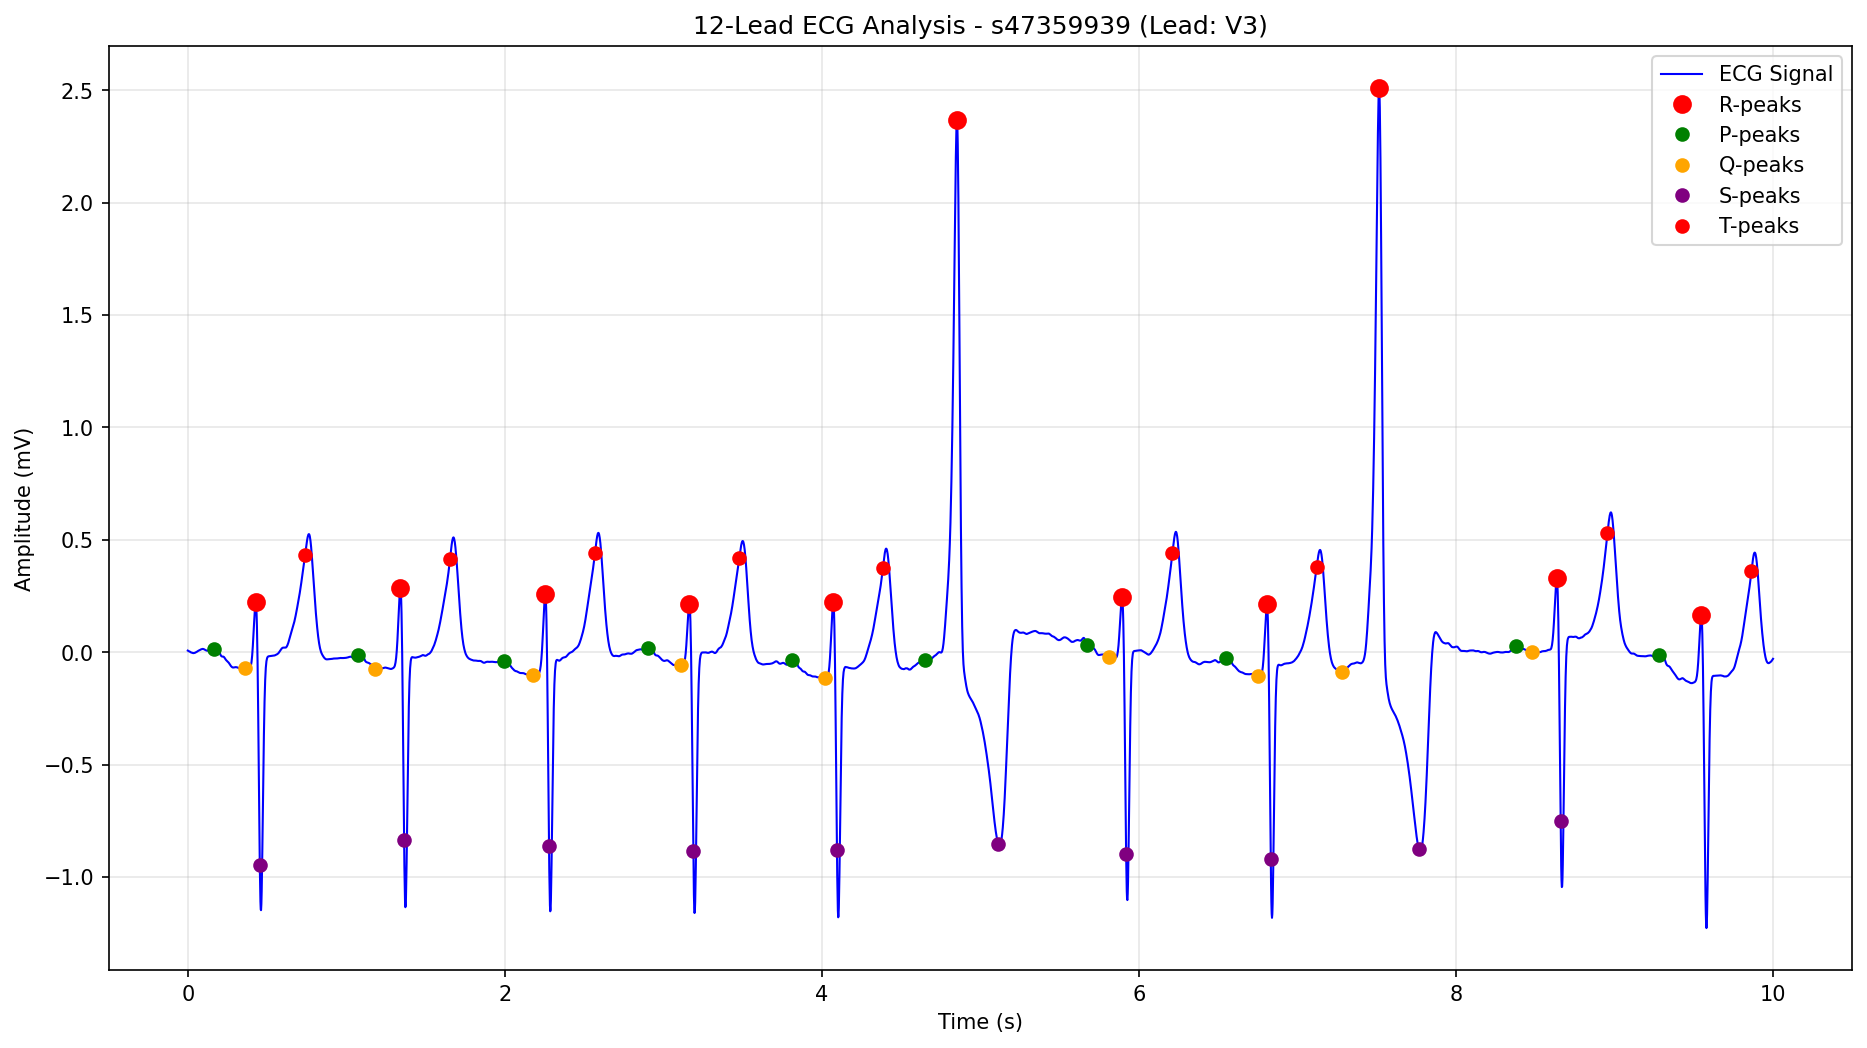 12-Lead ECG Analysis - s47359939 (Lead: V3)
ECG Signal
R-peaks
P-peaks
Q-peaks
S-peaks
T-peaks
Amplitude (mV)
2.5
2.0
1.5
1.0
0.5
0.0
−0.5
−1.0
0 2 4 6 8 10
Time (s)